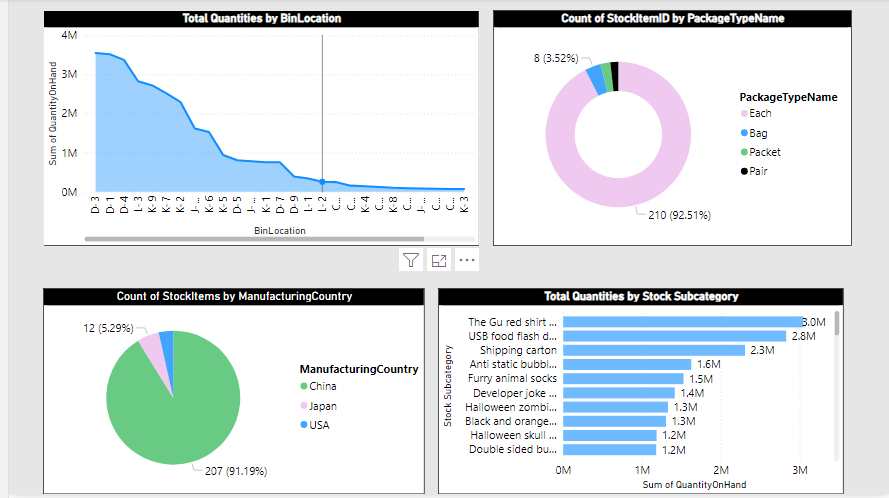 Total Quantities by BinLocation
Sum of QuantityOnHand
4M
3M
2M
1M
0M
D-3
D-1
D-4
L-3
K-9
K-7
K-2
J-...
K-6
K-5
D-5
J-...
K-1
D-7
D-9
L-1
L-2
C...
C...
K-4
C...
K-8
C...
J-...
C...
K-3
BinLocation
Count of StockItemID by PackageTypeName
8 (3.52%)
210 (92.51%)
PackageTypeName
Each
Bag
Packet
Pair
Count of StockItems by ManufacturingCountry
12 (5.29%)
207 (91.19%)
ManufacturingCountry
China
Japan
USA
Total Quantities by Stock Subcategory
Stock Subcategory
The Gu red shirt ... 3.0M
USB food flash d... 2.8M
Shipping carton 2.3M
Anti static bubbl... 1.6M
Furry animal socks 1.5M
Developer joke ... 1.4M
Halloween zombi... 1.3M
Black and orange... 1.3M
Halloween skull ... 1.2M
Double sided bu... 1.2M
0M 1M 2M 3M
Sum of QuantityOnHand